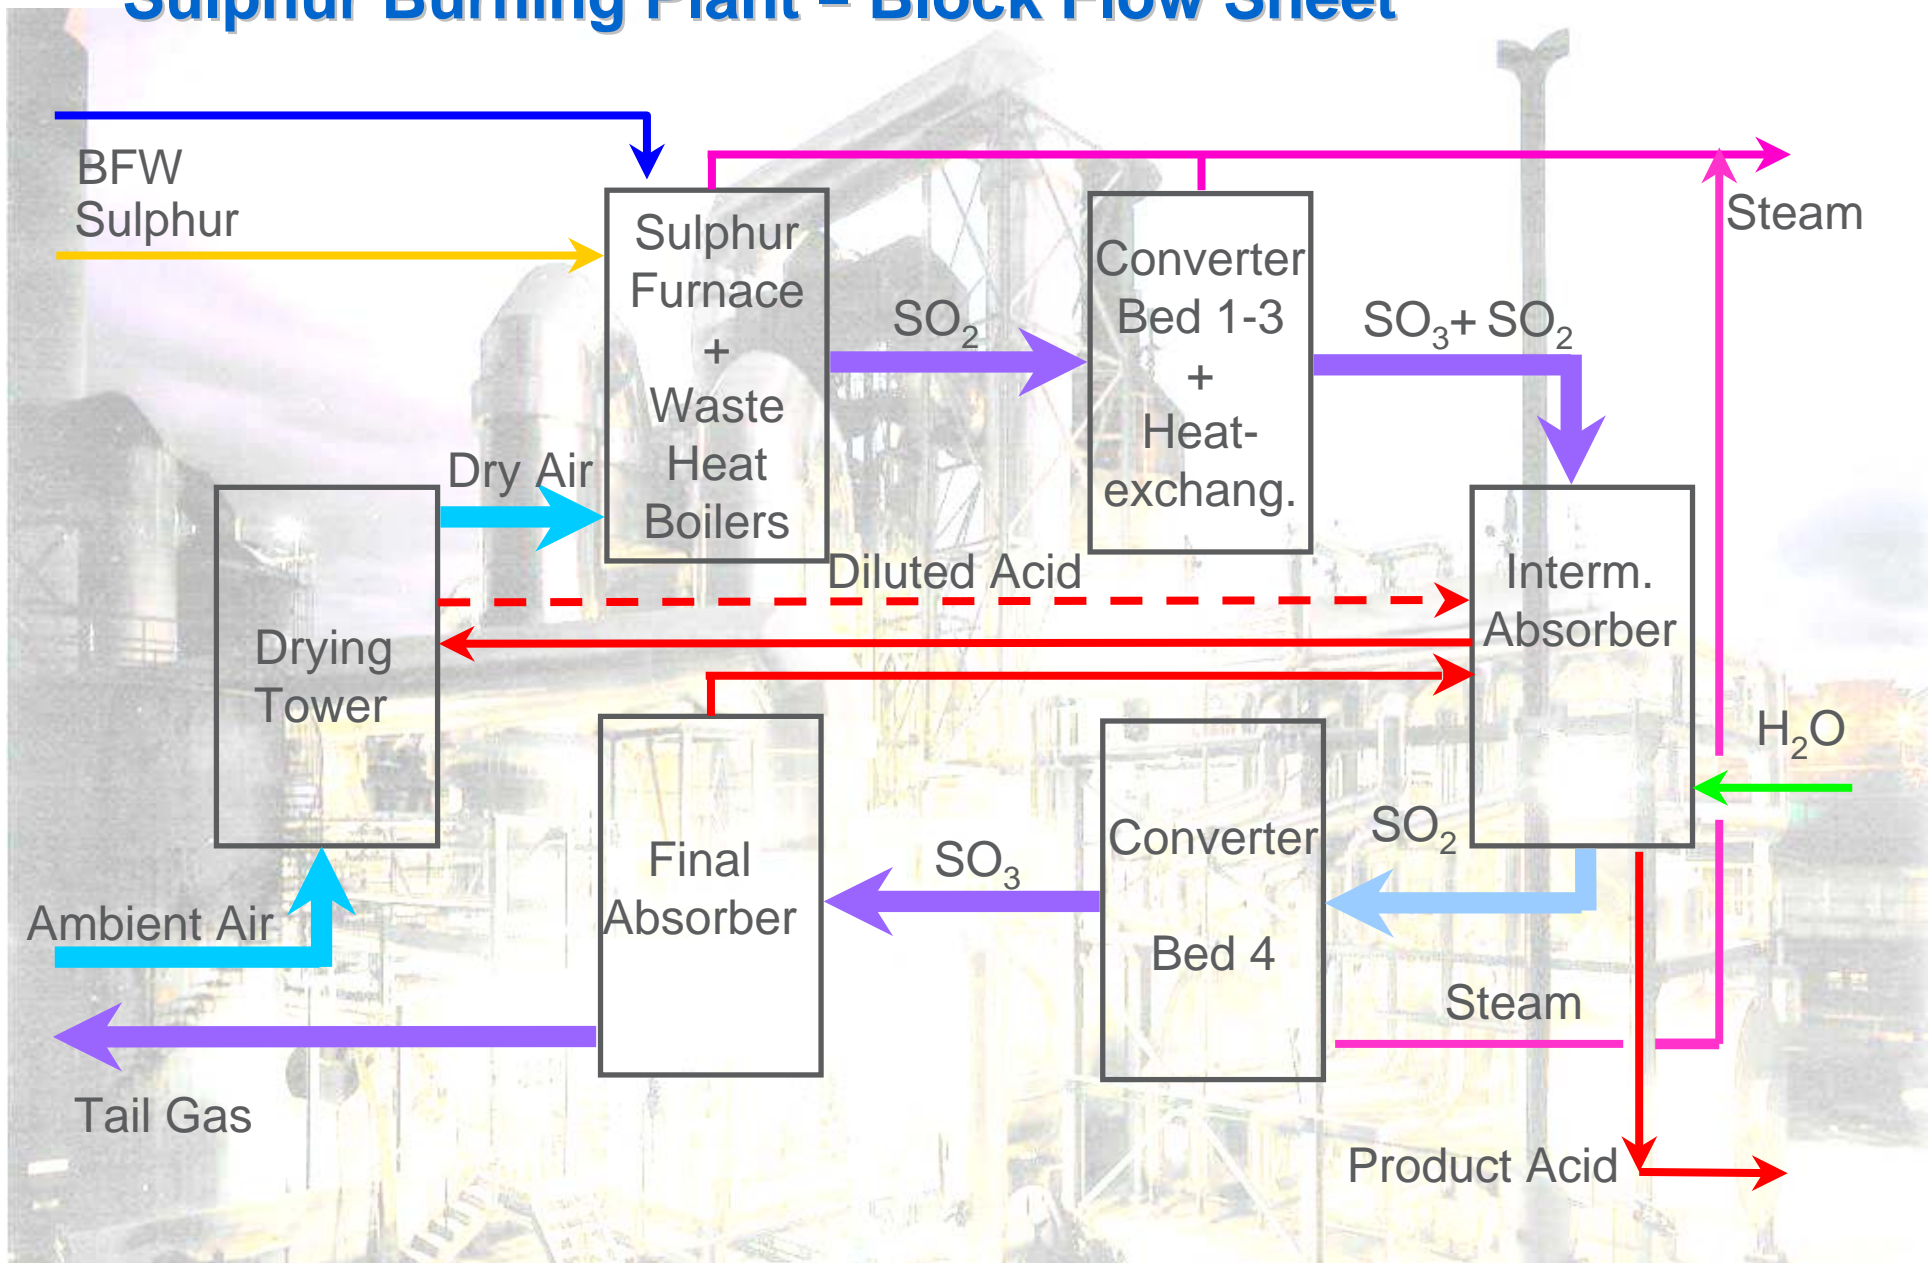 Sulphur Burning Plant – Block Flow Sheet
BFW
Sulphur
Sulphur
Furnace
+
Waste
Heat
Boilers
SO2
Converter
Bed 1-3
+
Heat-
exchang.
SO3+ SO2
Steam
Dry Air
Diluted Acid
Interm.
Absorber
Drying
Tower
H2O
Final
Absorber
SO3
Converter
Bed 4
SO2
Ambient Air
Steam
Tail Gas
Product Acid